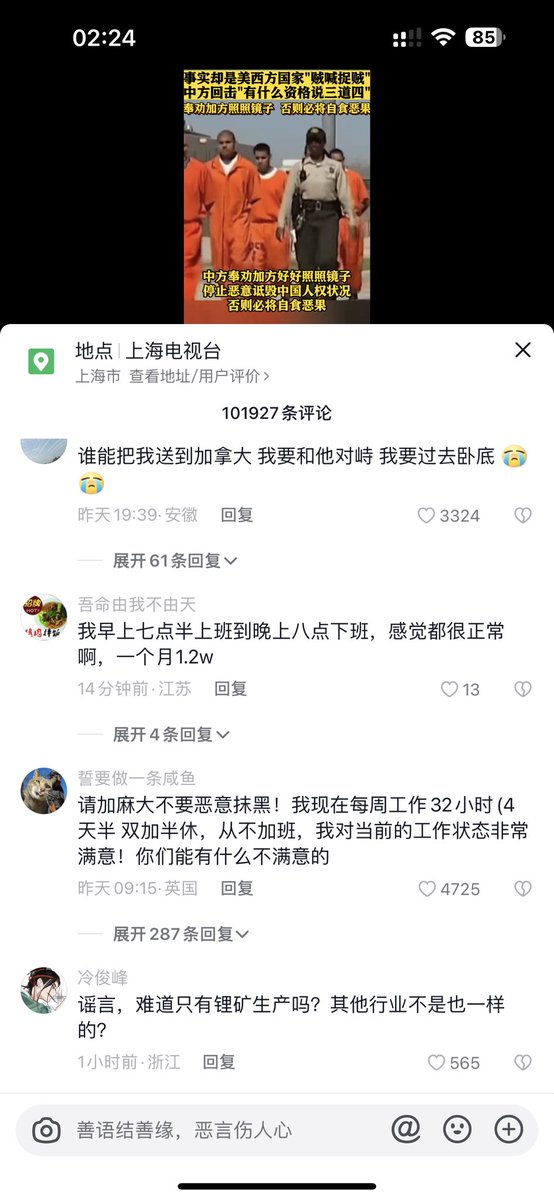 02:24
85
事实却是美西方国家"贼喊捉贼"
中方回击"有什么资格说三道四"
奉劝加方照照镜子 否则必将自食恶果
中方奉劝加方好好照照镜子
停止恶意诋毁中国人权状况
否则必将自食恶果
地点 | 上海电视台
上海市 查看地址/用户评价 >
101927条评论
谁能把我送到加拿大 我要和他对峙 我要过去卧底 😭
😭
昨天 19:39 · 安徽 回复 3324
展开 61 条回复
吾命由我不由天
我早上七点半上班到晚上八点下班，感觉都很正常
啊，一个月1.2w
14分钟前 · 江苏 回复 13
展开 4 条回复
誓要做一条咸鱼
请加麻大不要恶意抹黑！我现在每周工作 32 小时 (4
天半 双加半休，从不加班，我对当前的工作状态非常
满意！你们能有什么不满意的
昨天 09:15 · 英国 回复 4725
展开 287 条回复
冷俊峰
谣言，难道只有锂矿生产吗？其他行业不是也一样
的？
1小时前 · 浙江 回复 565
善语结善缘，恶言伤人心